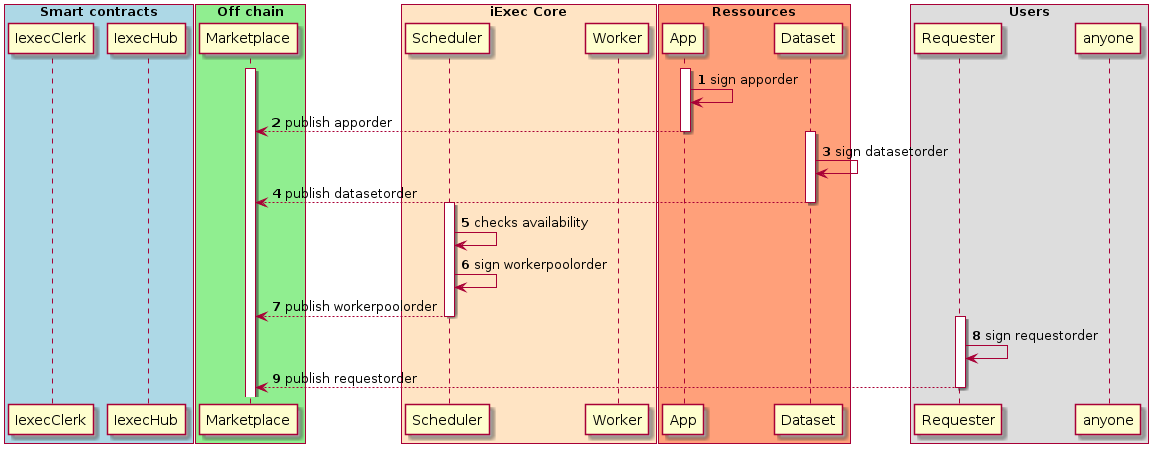 Smart contracts Off chain iExec Core Ressources Users
IexecClerk IexecHub Marketplace Scheduler Worker App Dataset Requester anyone
1 sign apporder
2 publish apporder
3 sign datasetorder
4 publish datasetorder
5 checks availability
6 sign workerpoolorder
7 publish workerpoolorder
8 sign requestorder
9 publish requestorder
IexecClerk IexecHub Marketplace Scheduler Worker App Dataset Requester anyone